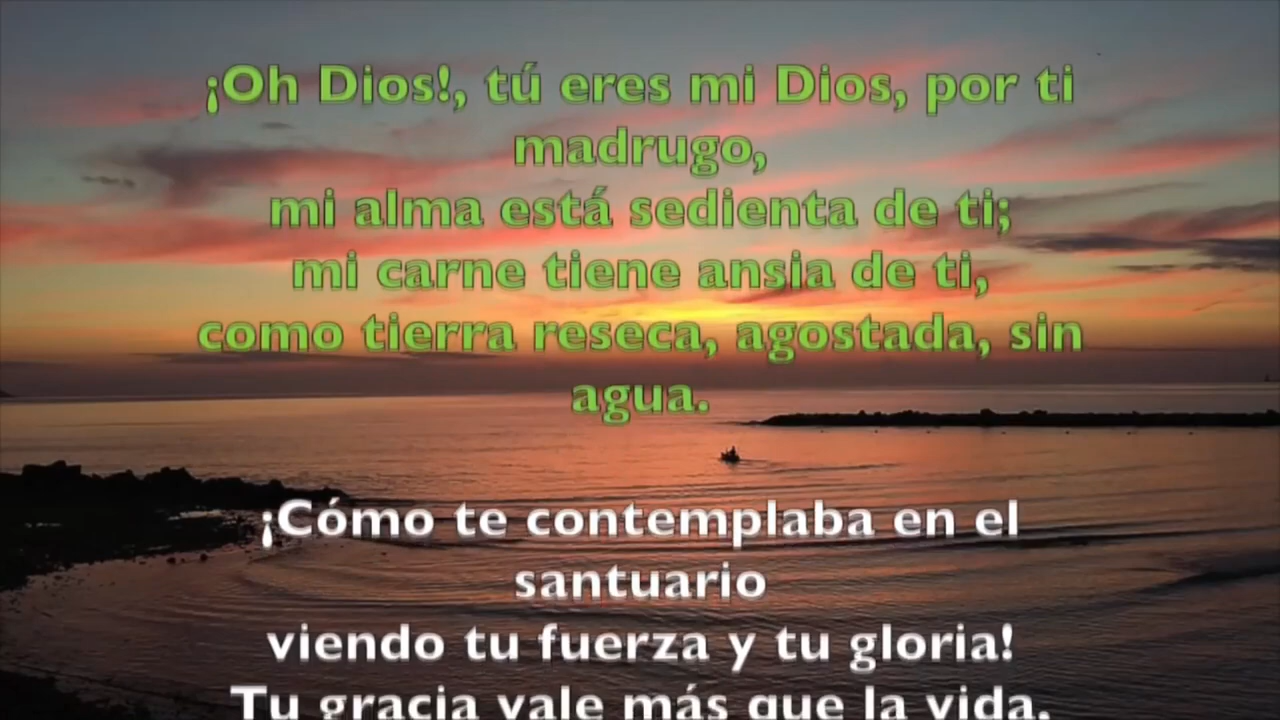 ¡Oh Dios!, tú eres mi Dios, por ti
madrugo,
mi alma está sedienta de ti;
mi carne tiene ansia de ti,
como tierra reseca, agostada, sin
agua.
¡Cómo te contemplaba en el
santuario
viendo tu fuerza y tu gloria!
Tu gracia vale más que la vida,